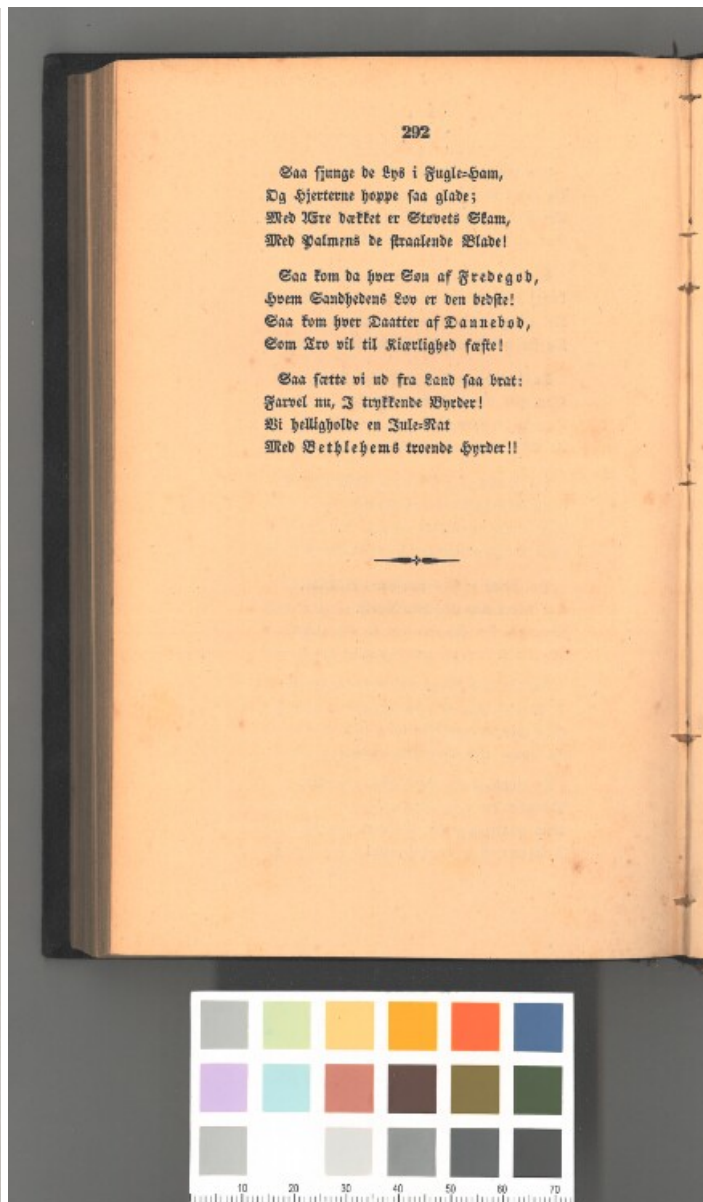 292
Saa sjunge de Lys i Fugle-Ham,
Og Hjerterne hoppe saa glade;
Med Ære dækket er Støvets Skam,
Med Palmens de straalende Blade!
Saa kom da hver Søn af Fredegod,
Hvem Sandhedens Lov er den bedste!
Saa kom hver Daatter af Dannebod,
Som Tro vil til Kiærlighed fæste!
Saa sætte vi ud fra Land saa brat:
Farvel nu, I trykkende Byrder!
Vi helligholde en Jule-Nat
Med Bethlehems troende Hyrder!!
10 20 30 40 50 60 70